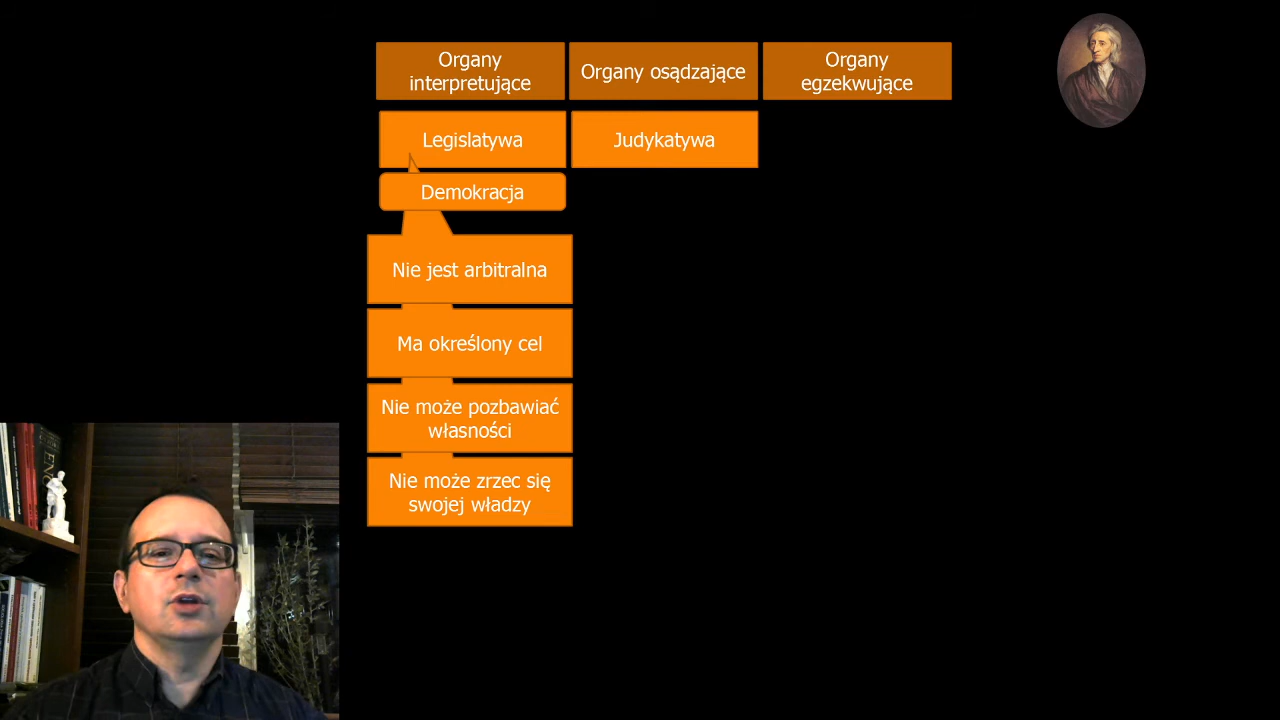 Organy
interpretujące
Organy osądzające
Organy
egzekwujące
Legislatywa
Judykatywa
Demokracja
Nie jest arbitralna
Ma określony cel
Nie może pozbawiać
własności
Nie może zrzec się
swojej władzy